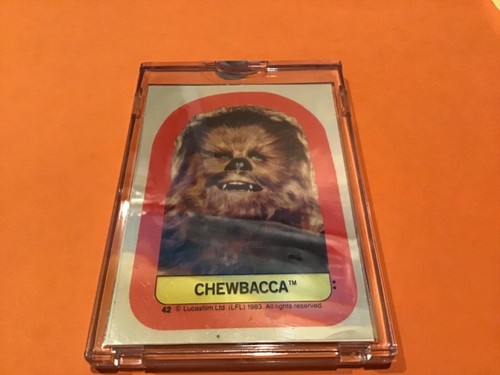 CHEWBACCA™
42 © Lucasfilm Ltd. (LFL) 1983. All rights reserved.